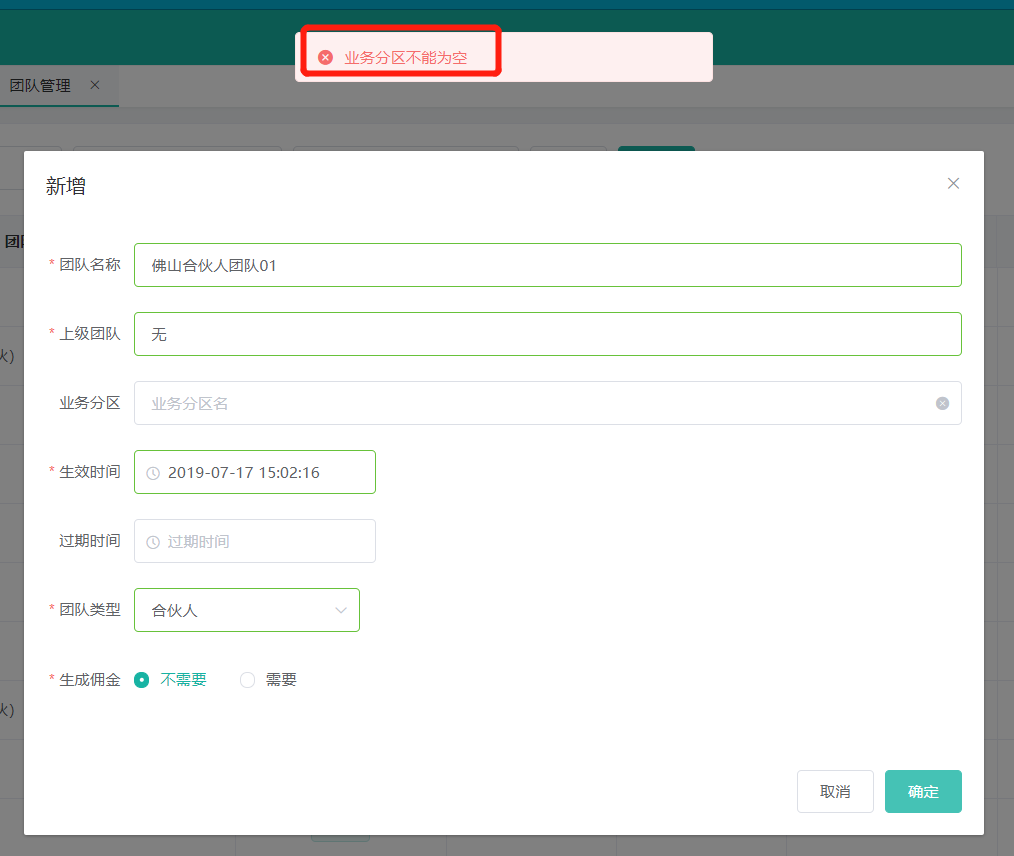 业务分区不能为空
团队管理
新增
团
* 团队名称 佛山合伙人团队01
* 上级团队 无
火)
业务分区 业务分区名
* 生效时间 2019-07-17 15:02:16
过期时间 过期时间
* 团队类型 合伙人
* 生成佣金 不需要 需要
火)
取消 确定